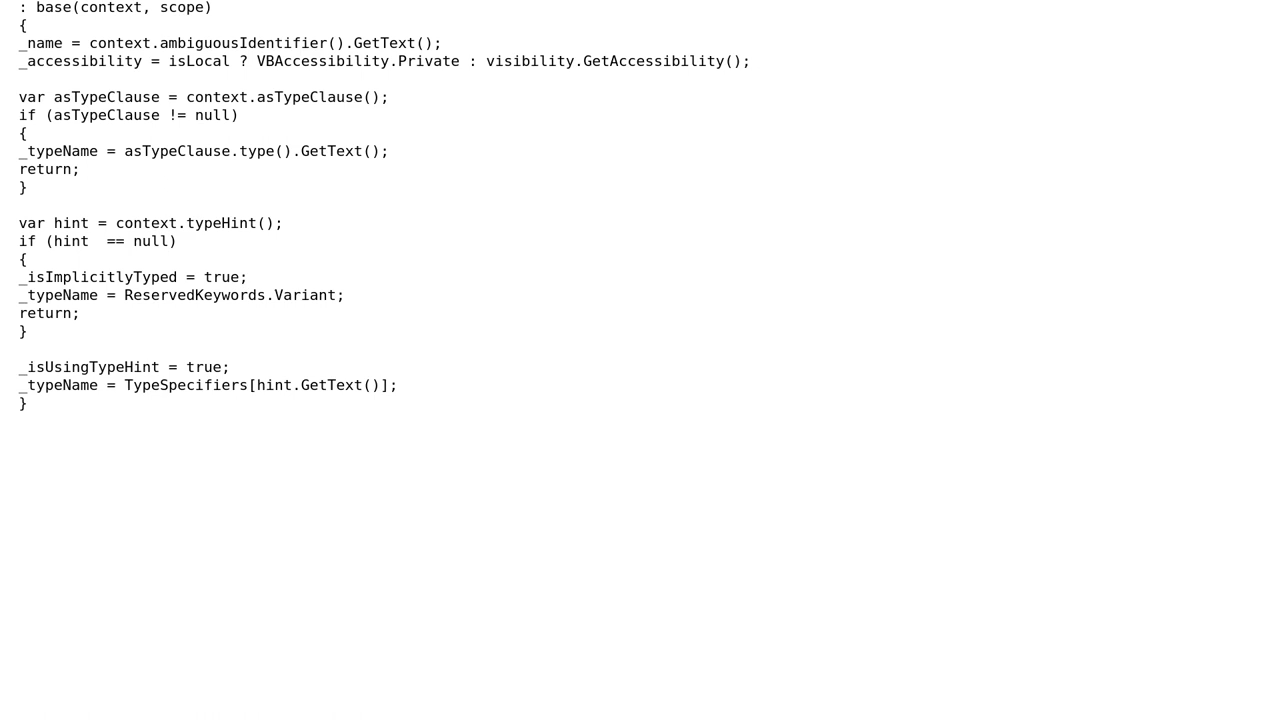 : base(context, scope)
{
_name = context.ambiguousIdentifier().GetText();
_accessibility = isLocal ? VBAccessibility.Private : visibility.GetAccessibility();

var asTypeClause = context.asTypeClause();
if (asTypeClause != null)
{
_typeName = asTypeClause.type().GetText();
return;
}

var hint = context.typeHint();
if (hint  == null)
{
_isImplicitlyTyped = true;
_typeName = ReservedKeywords.Variant;
return;
}

_isUsingTypeHint = true;
_typeName = TypeSpecifiers[hint.GetText()];
}